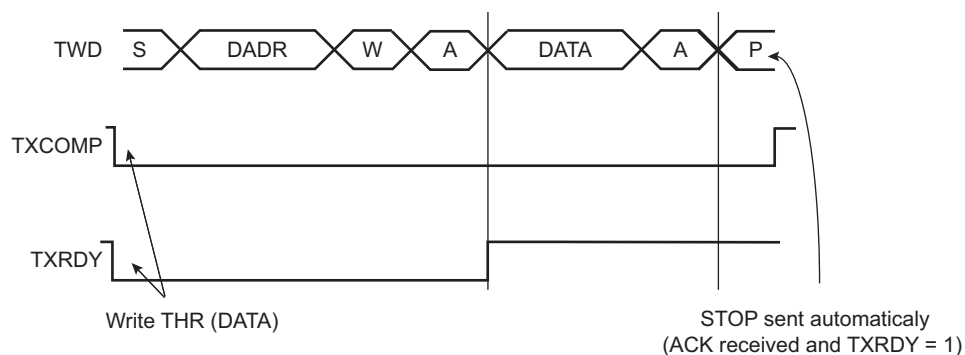 TWD S DADR W A DATA A P
TXCOMP
TXRDY
Write THR (DATA)
STOP sent automaticaly
(ACK received and TXRDY = 1)